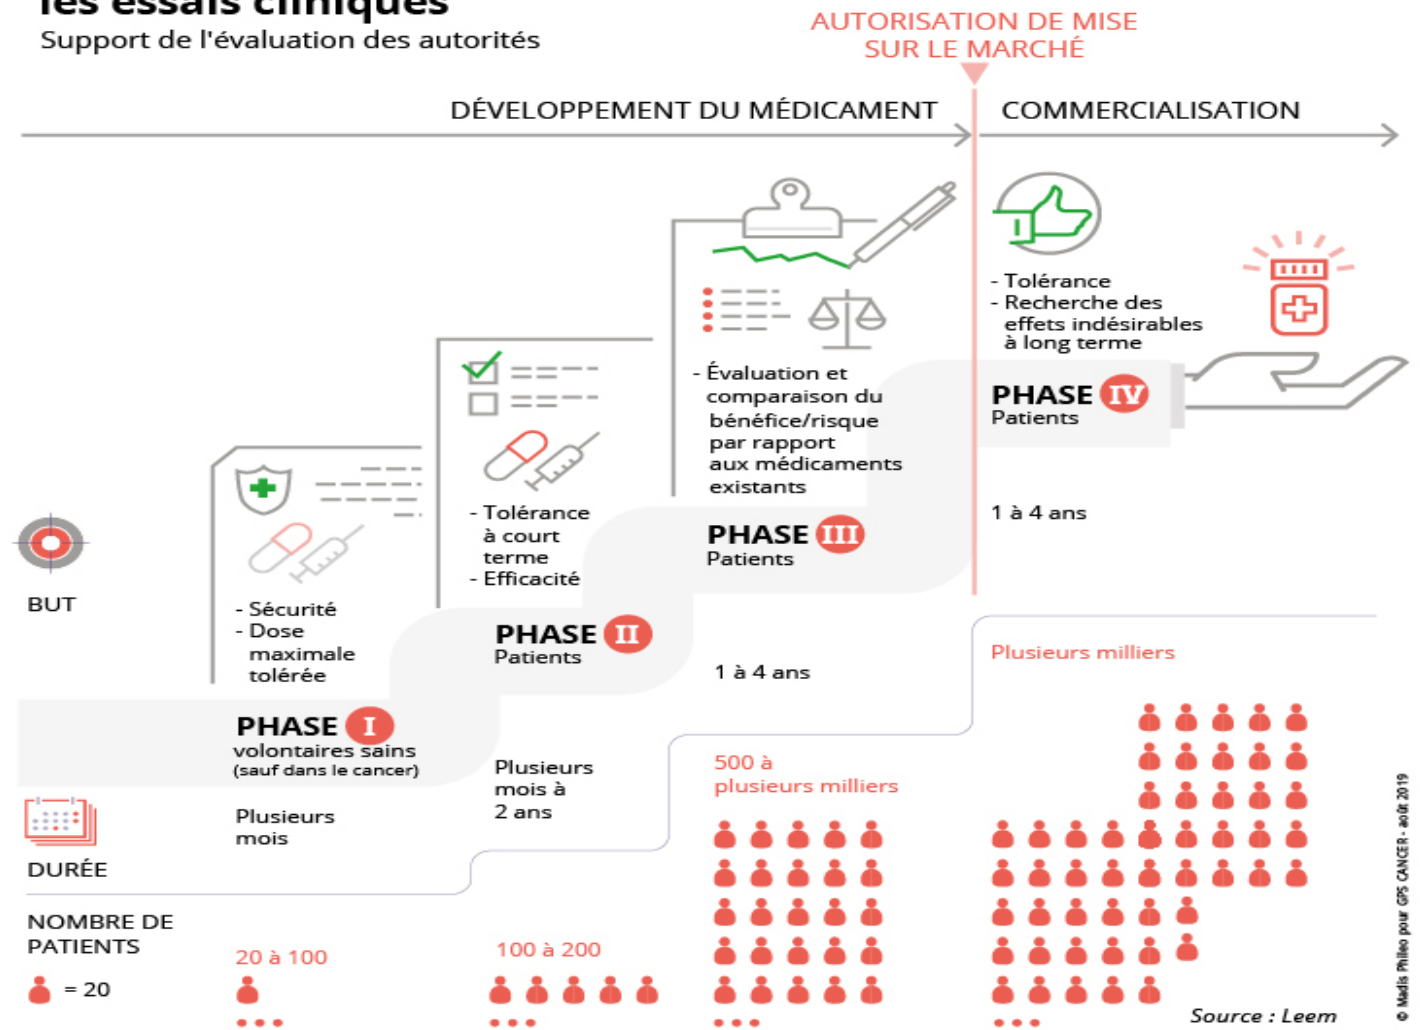 les essais cliniques
Support de l'évaluation des autorités
AUTORISATION DE MISE
SUR LE MARCHÉ
DÉVELOPPEMENT DU MÉDICAMENT
COMMERCIALISATION
BUT
- Sécurité
- Dose
maximale
tolérée
PHASE I
volontaires sains
(sauf dans le cancer)
- Tolérance
à court
terme
- Efficacité
PHASE II
Patients
- Évaluation et
comparaison du
bénéfice/risque
par rapport
aux médicaments
existants
PHASE III
Patients
- Tolérance
- Recherche des
effets indésirables
à long terme
PHASE IV
Patients
DURÉE
Plusieurs
mois
Plusieurs
mois à
2 ans
1 à 4 ans
1 à 4 ans
NOMBRE DE
PATIENTS
= 20
20 à 100
100 à 200
500 à
plusieurs milliers
Plusieurs milliers
Source : Leem
© Madis Phileo pour GPS CANCER - août 2019